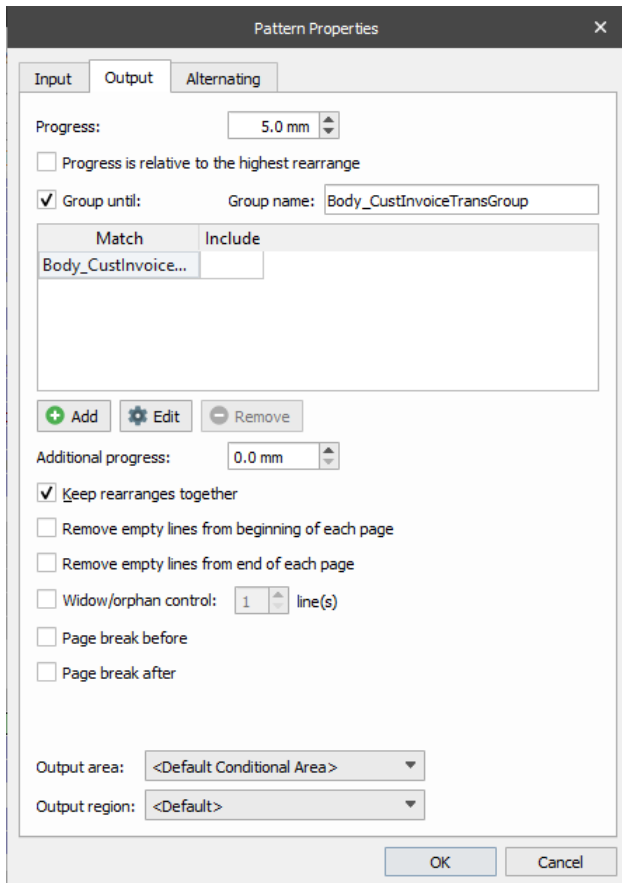 Pattern Properties
Input Output Alternating
Progress: 5.0 mm
Progress is relative to the highest rearrange
Group until: Group name: Body_CustInvoiceTransGroup
Match Include
Body_CustInvoice...
Add Edit Remove
Additional progress: 0.0 mm
Keep rearranges together
Remove empty lines from beginning of each page
Remove empty lines from end of each page
Widow/orphan control: 1 line(s)
Page break before
Page break after
Output area: <Default Conditional Area>
Output region: <Default>
OK Cancel